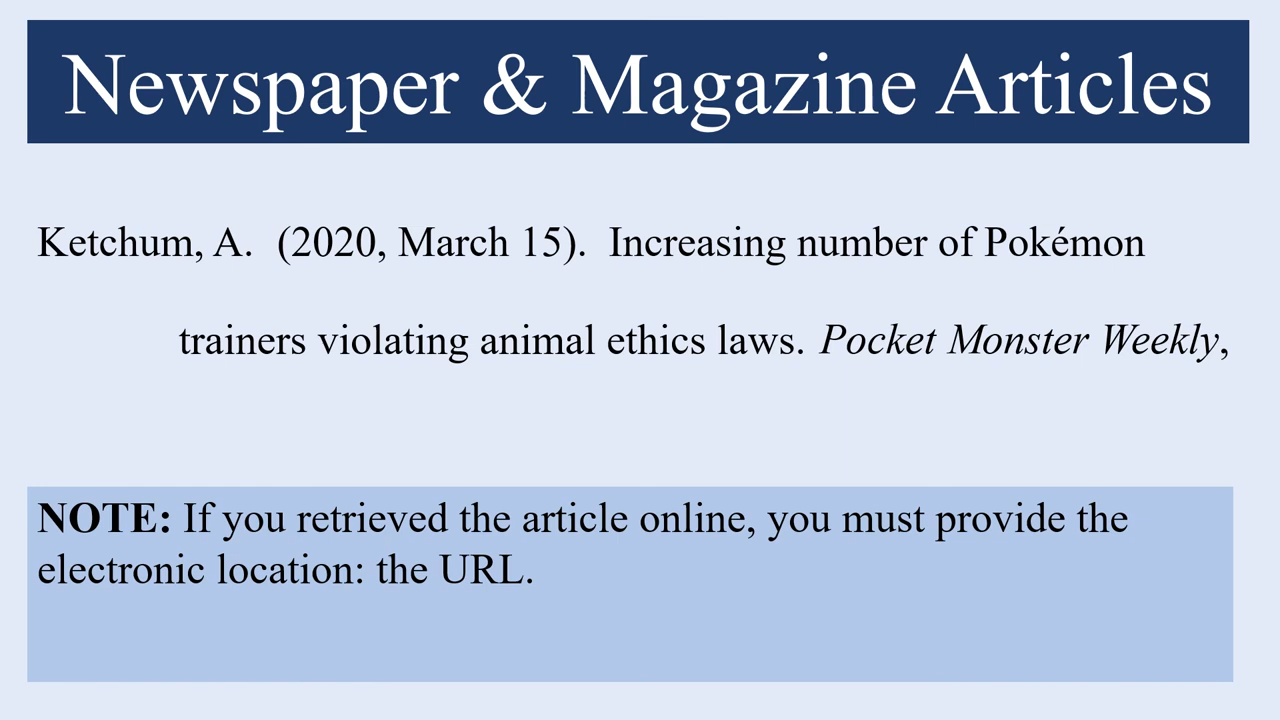 Newspaper & Magazine Articles
Ketchum, A.  (2020, March 15).  Increasing number of Pokémon
trainers violating animal ethics laws. Pocket Monster Weekly,
NOTE: If you retrieved the article online, you must provide the
electronic location: the URL.